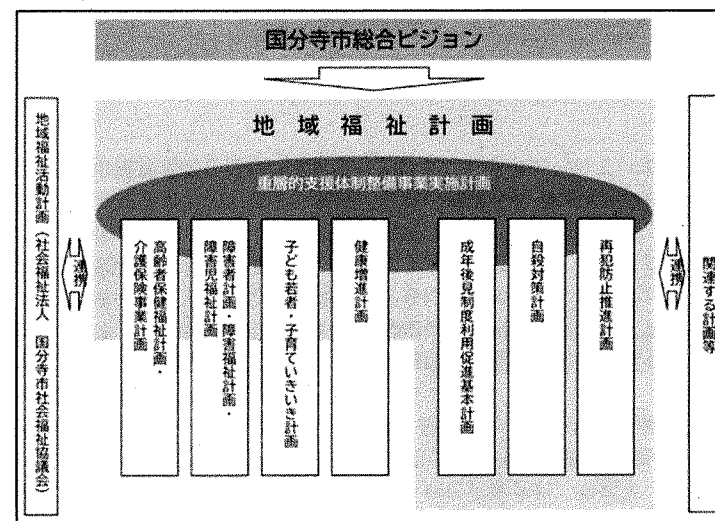 国分寺市総合ビジョン
地域福祉計画
重層的支援体制整備事業実施計画
地域福祉活動計画（社会福祉法人　国分寺市社会福祉協議会）
連携
高齢者保健福祉計画・
介護保険事業計画
障害者計画・障害福祉計画・
障害児福祉計画
子ども若者・子育ていきいき計画
健康増進計画
成年後見制度利用促進基本計画
自殺対策計画
再犯防止推進計画
連携
関連する計画等